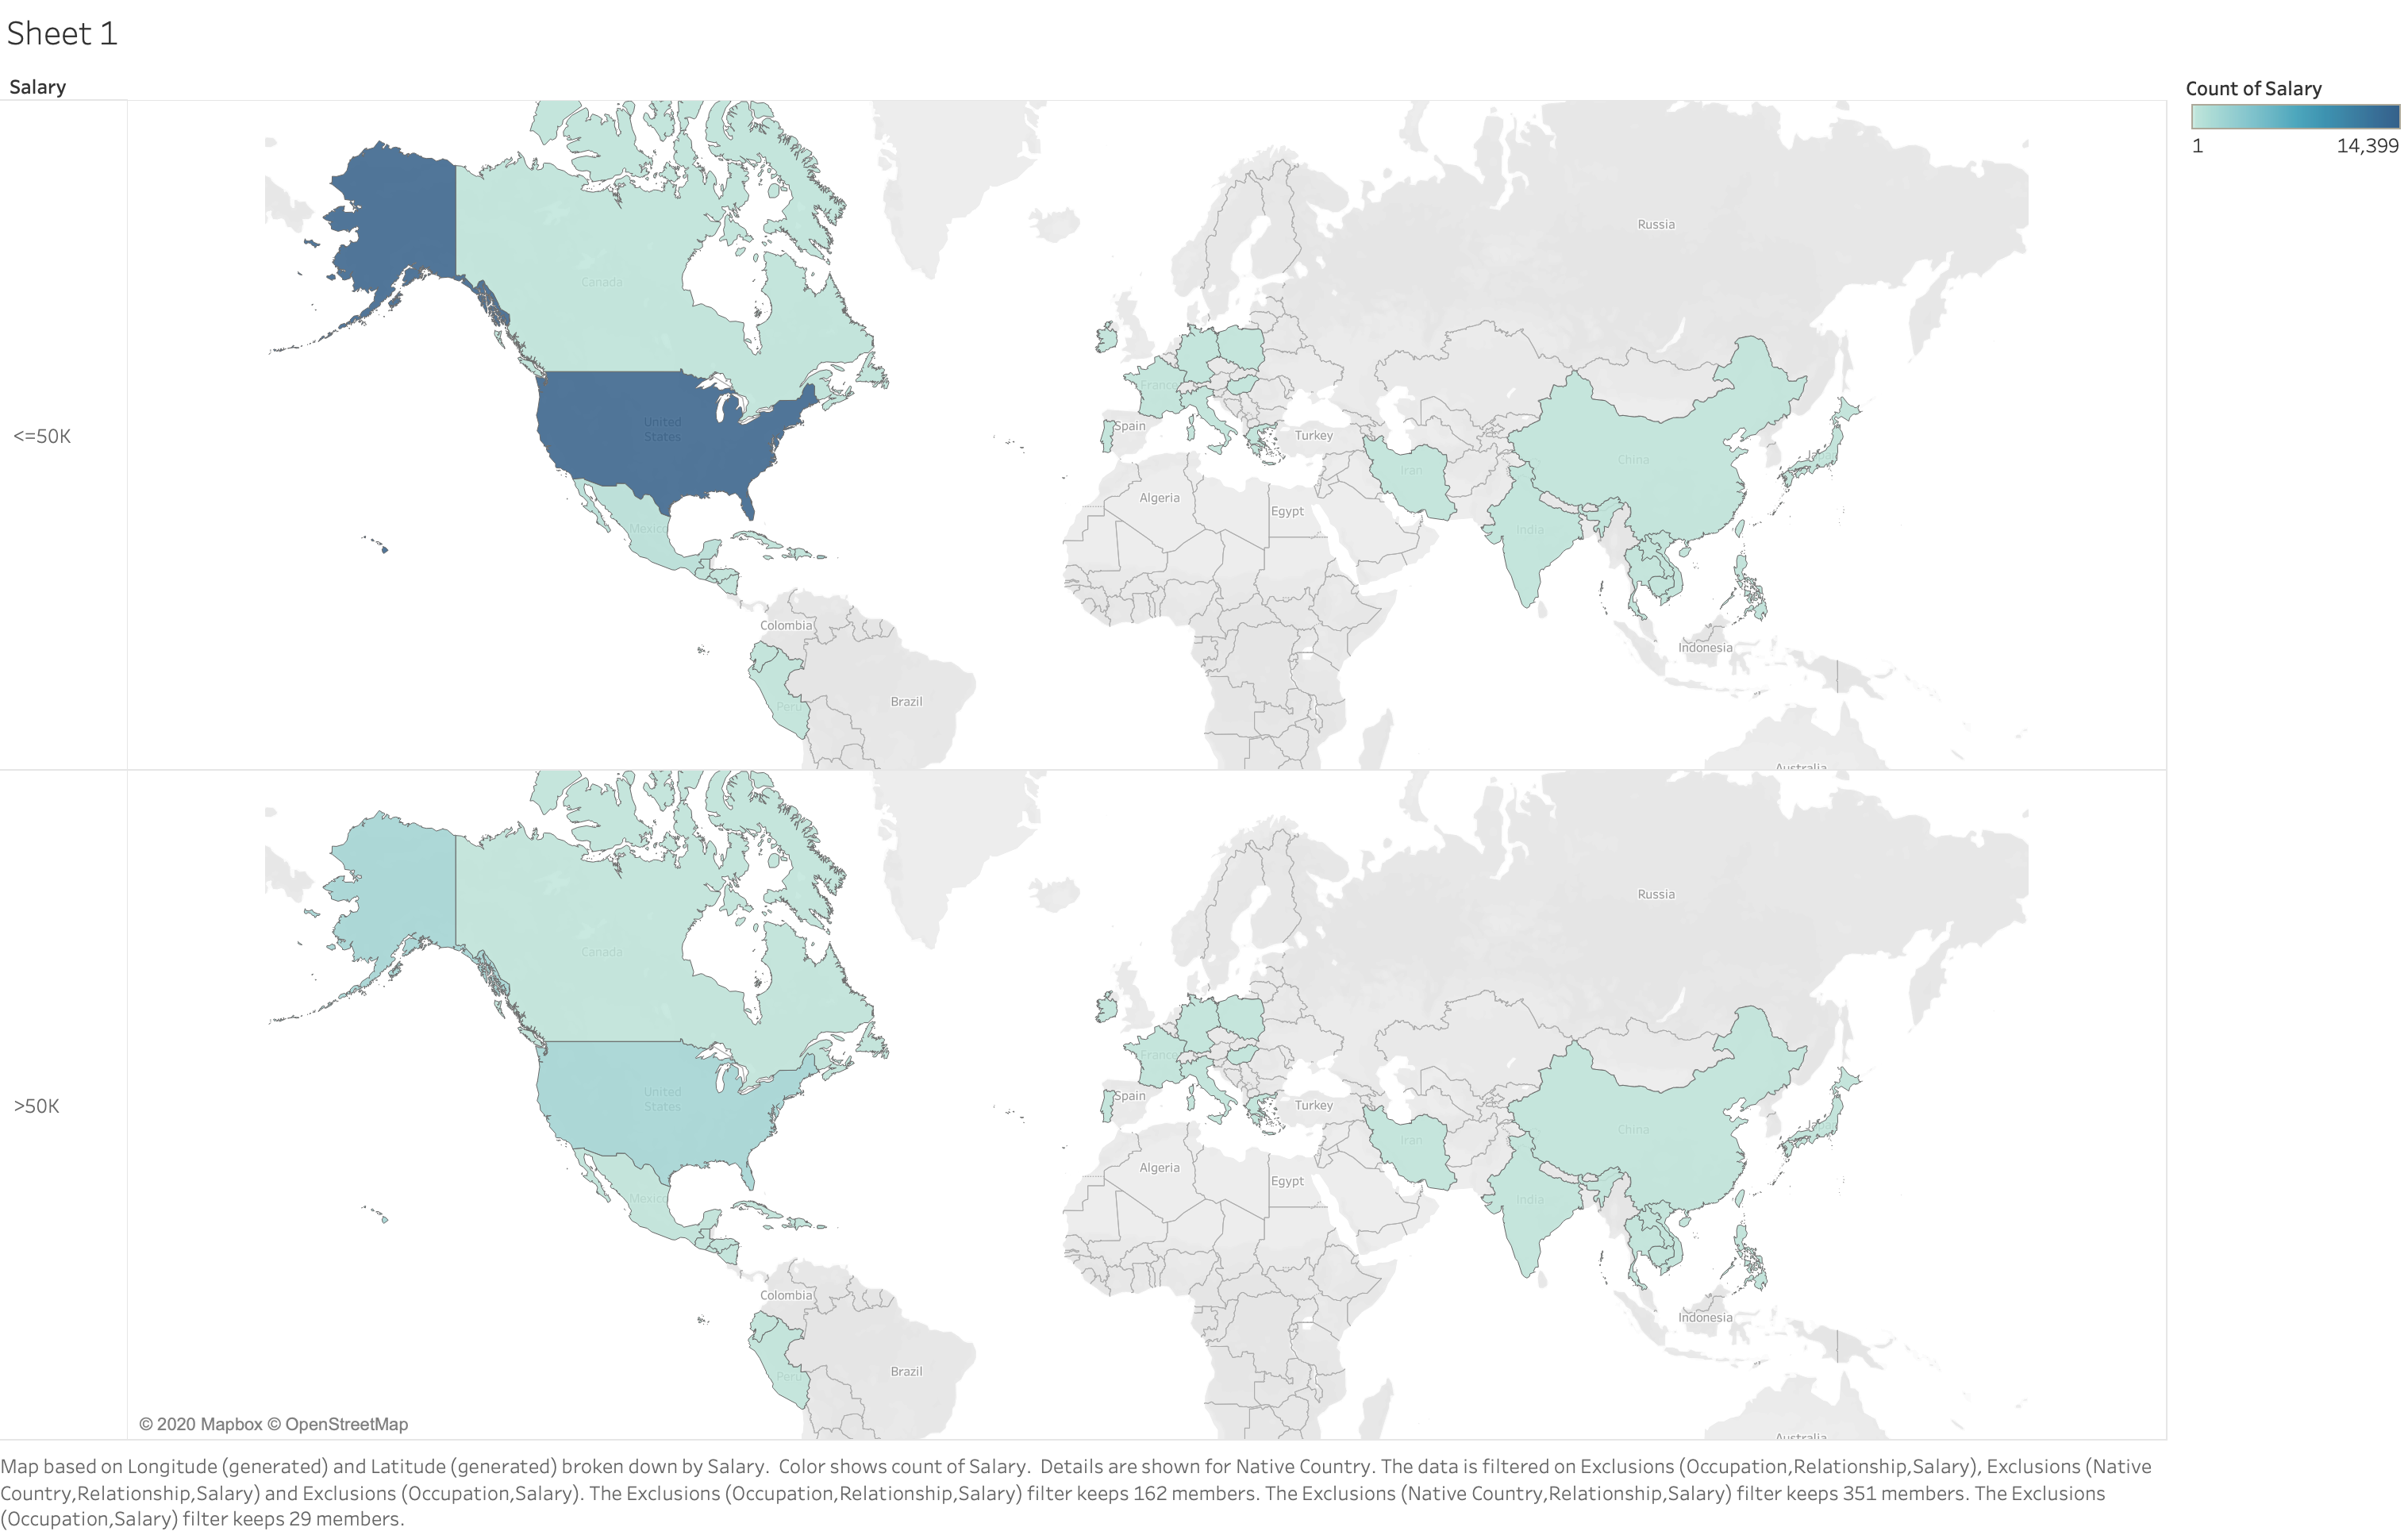 Sheet 1
Salary
Count of Salary
1
14,399
<=50K
Canada
United
States
Mexico
Colombia
Peru
Brazil
Russia
France
Spain
Turkey
Algeria
Egypt
Iran
India
China
Indonesia
Australia
>50K
Canada
United
States
Mexico
Colombia
Peru
Brazil
Russia
France
Spain
Turkey
Algeria
Egypt
Iran
India
China
Indonesia
Australia
© 2020 Mapbox © OpenStreetMap
Map based on Longitude (generated) and Latitude (generated) broken down by Salary.  Color shows count of Salary.  Details are shown for Native Country. The data is filtered on Exclusions (Occupation,Relationship,Salary), Exclusions (Native
Country,Relationship,Salary) and Exclusions (Occupation,Salary). The Exclusions (Occupation,Relationship,Salary) filter keeps 162 members. The Exclusions (Native Country,Relationship,Salary) filter keeps 351 members. The Exclusions
(Occupation,Salary) filter keeps 29 members.